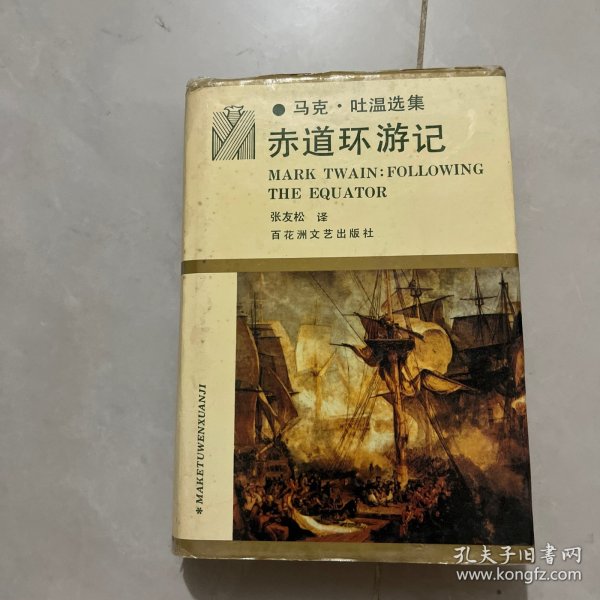 ● 马克·吐温选集
赤道环游记
MARK TWAIN: FOLLOWING
THE EQUATOR
张友松 译
百花洲文艺出版社
* MAKETUWENXUANJI
孔夫子旧书网
www.kongfz.com